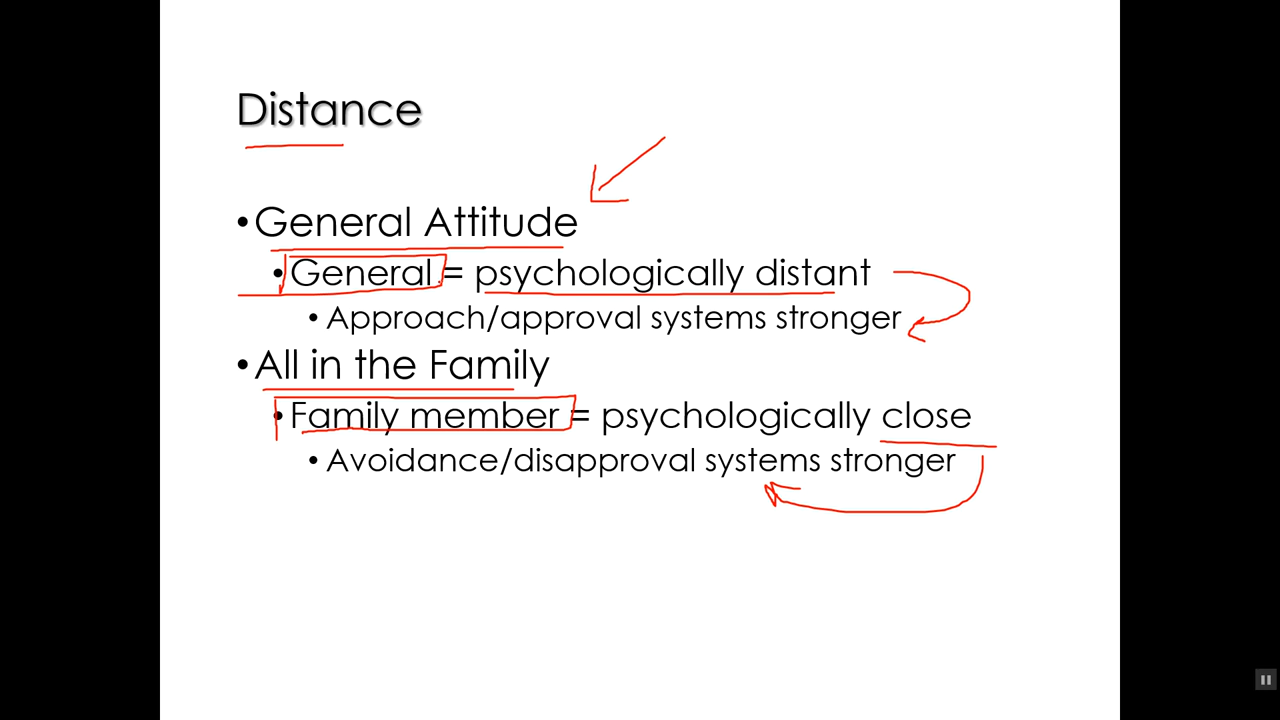 Distance
•General Attitude
•General = psychologically distant
•Approach/approval systems stronger
•All in the Family
•Family member = psychologically close
•Avoidance/disapproval systems stronger